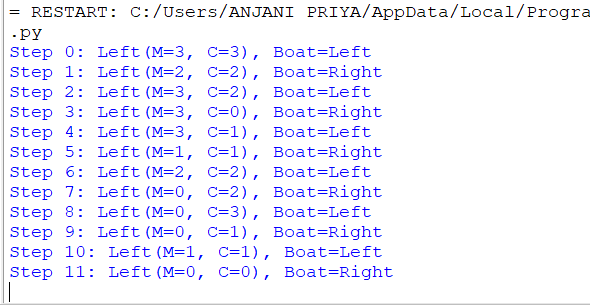 = RESTART: C:/Users/ANJANI PRIYA/AppData/Local/Progra
.py
Step 0: Left(M=3, C=3), Boat=Left
Step 1: Left(M=2, C=2), Boat=Right
Step 2: Left(M=3, C=2), Boat=Left
Step 3: Left(M=3, C=0), Boat=Right
Step 4: Left(M=3, C=1), Boat=Left
Step 5: Left(M=1, C=1), Boat=Right
Step 6: Left(M=2, C=2), Boat=Left
Step 7: Left(M=0, C=2), Boat=Right
Step 8: Left(M=0, C=3), Boat=Left
Step 9: Left(M=0, C=1), Boat=Right
Step 10: Left(M=1, C=1), Boat=Left
Step 11: Left(M=0, C=0), Boat=Right